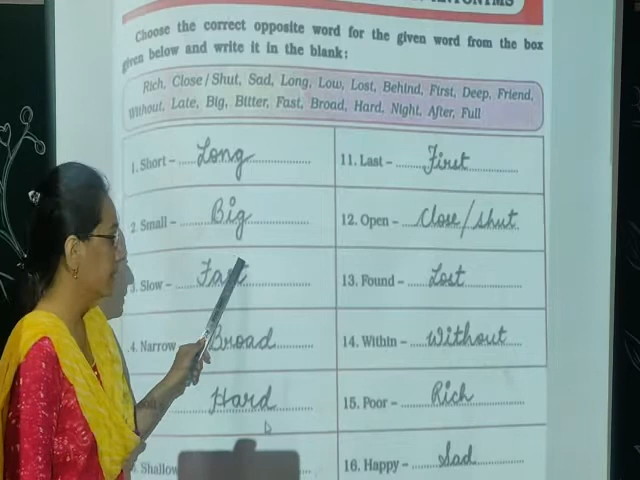 ANTONYMS
Choose the correct opposite word for the given word from the box
given below and write it in the blank:
Rich, Close / Shut, Sad, Long, Low, Lost, Behind, First, Deep, Friend,
Without, Late, Big, Bitter, Fast, Broad, Hard, Night, After, Full
1. Short – ......Long..............
11. Last – .......First..............
2. Small – .......Big..............
12. Open – ...Close/shut.
3. Slow – ......Fast..............
13. Found – ...Lost..............
4. Narrow Broad............
14. Within – ....Without....
Hard............
15. Poor – ........Rich............
Shallow
16. Happy – .......Sad............